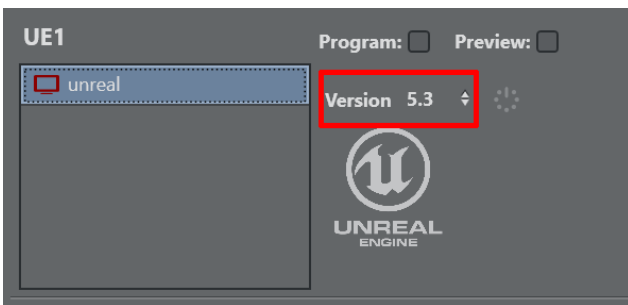 UE1
Program: Preview:
unreal
Version 5.3
UNREAL
ENGINE